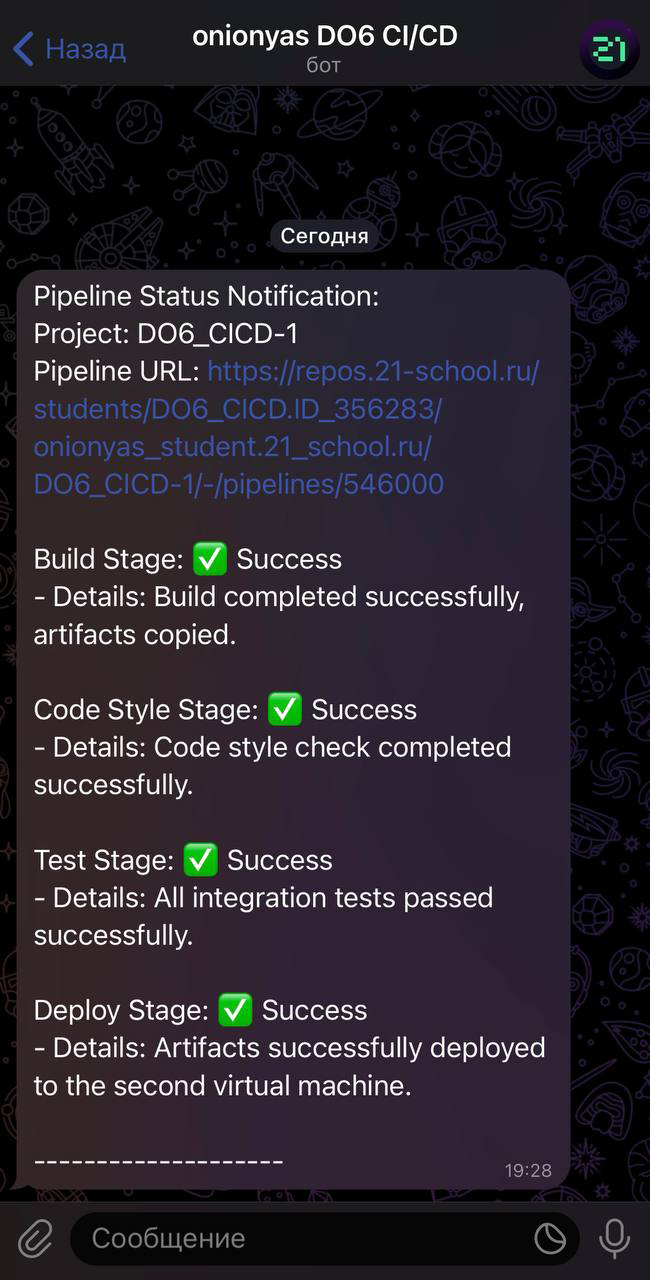 Назад
onionyas DO6 CI/CD
бот
21
Сегодня
Pipeline Status Notification:
Project: DO6_CICD-1
Pipeline URL: https://repos.21-school.ru/
students/DO6_CICD.ID_356283/
onionyas_student.21_school.ru/
DO6_CICD-1/-/pipelines/546000
Build Stage: ✅ Success
- Details: Build completed successfully,
artifacts copied.
Code Style Stage: ✅ Success
- Details: Code style check completed
successfully.
Test Stage: ✅ Success
- Details: All integration tests passed
successfully.
Deploy Stage: ✅ Success
- Details: Artifacts successfully deployed
to the second virtual machine.
--------------------
19:28
Сообщение